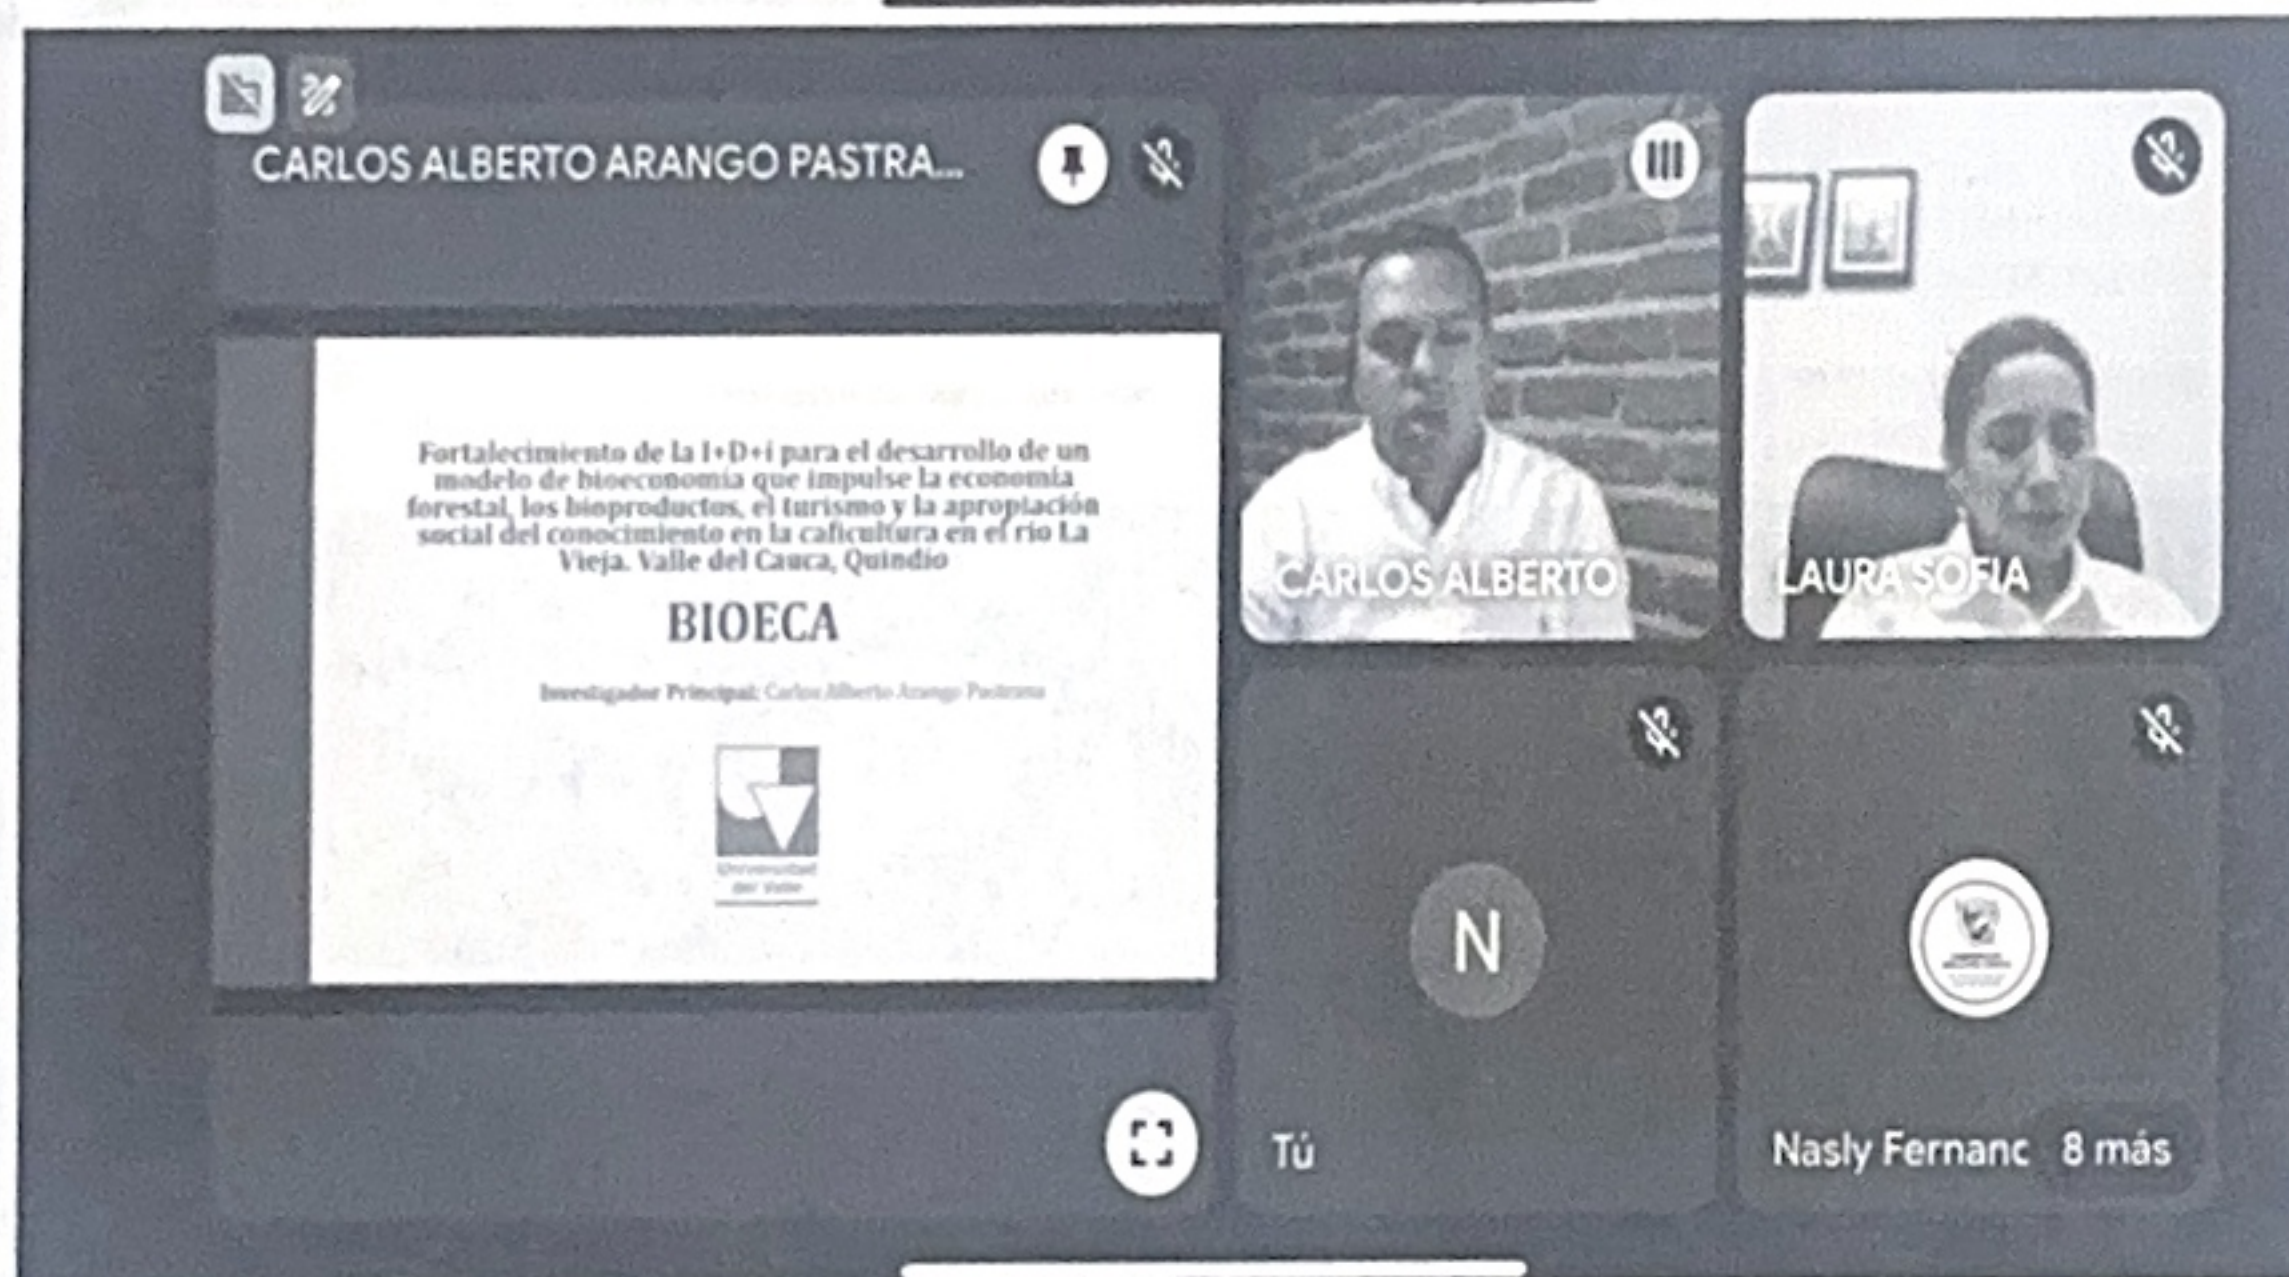 CARLOS ALBERTO ARANGO PASTRA...
Fortalecimiento de la I+D+i para el desarrollo de un
modelo de bioeconomía que impulse la economía
forestal, los bioproductos, el turismo y la apropiación
social del conocimiento en la caficultura en el río La
Vieja. Valle del Cauca, Quindío
BIOECA
Investigador Principal: Carlos Alberto Arango Pastrana
Universidad
del Valle
CARLOS ALBERTO
LAURA SOFIA
N
Tú
Nasly Fernanc 8 más